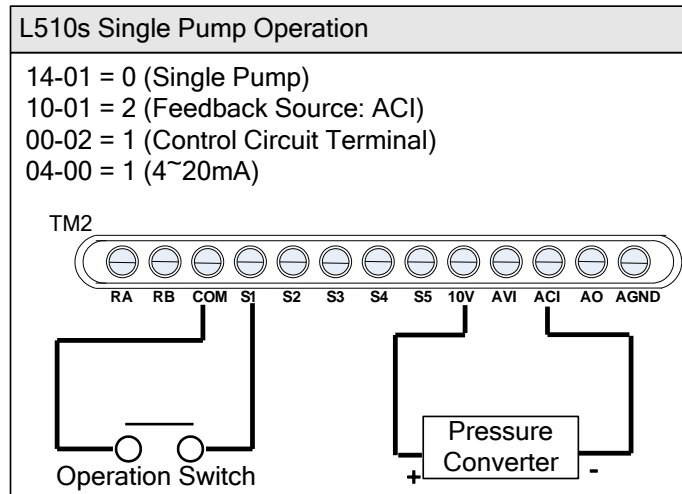 L510s Single Pump Operation
14-01 = 0 (Single Pump)
10-01 = 2 (Feedback Source: ACI)
00-02 = 1 (Control Circuit Terminal)
04-00 = 1 (4~20mA)
TM2
RA RB COM S1 S2 S3 S4 S5 10V AVI ACI AO AGND
Operation Switch
+ Pressure Converter -